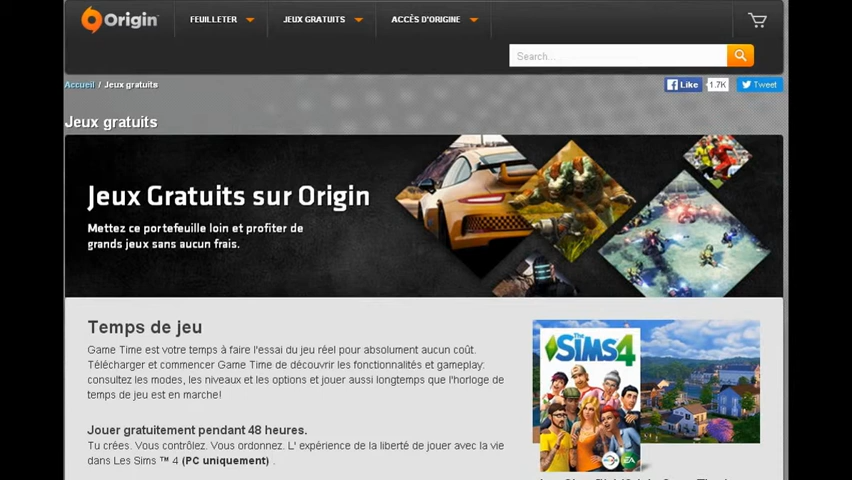 Origin
FEUILLETER
JEUX GRATUITS
ACCÈS D'ORIGINE
Search...
Accueil / Jeux gratuits
Like
1.7K
Tweet
Jeux gratuits
Jeux Gratuits sur Origin
Mettez ce portefeuille loin et profiter de
grands jeux sans aucun frais.
Temps de jeu
Game Time est votre temps à faire l'essai du jeu réel pour absolument aucun coût.
Télécharger et commencer Game Time de découvrir les fonctionnalités et gameplay:
consultez les modes, les niveaux et les options et jouer aussi longtemps que l'horloge de
temps de jeu est en marche!
Jouer gratuitement pendant 48 heures.
Tu crées. Vous contrôlez. Vous ordonnez. L' expérience de la liberté de jouer avec la vie
dans Les Sims ™ 4 (PC uniquement) .
The SiMS 4
EA